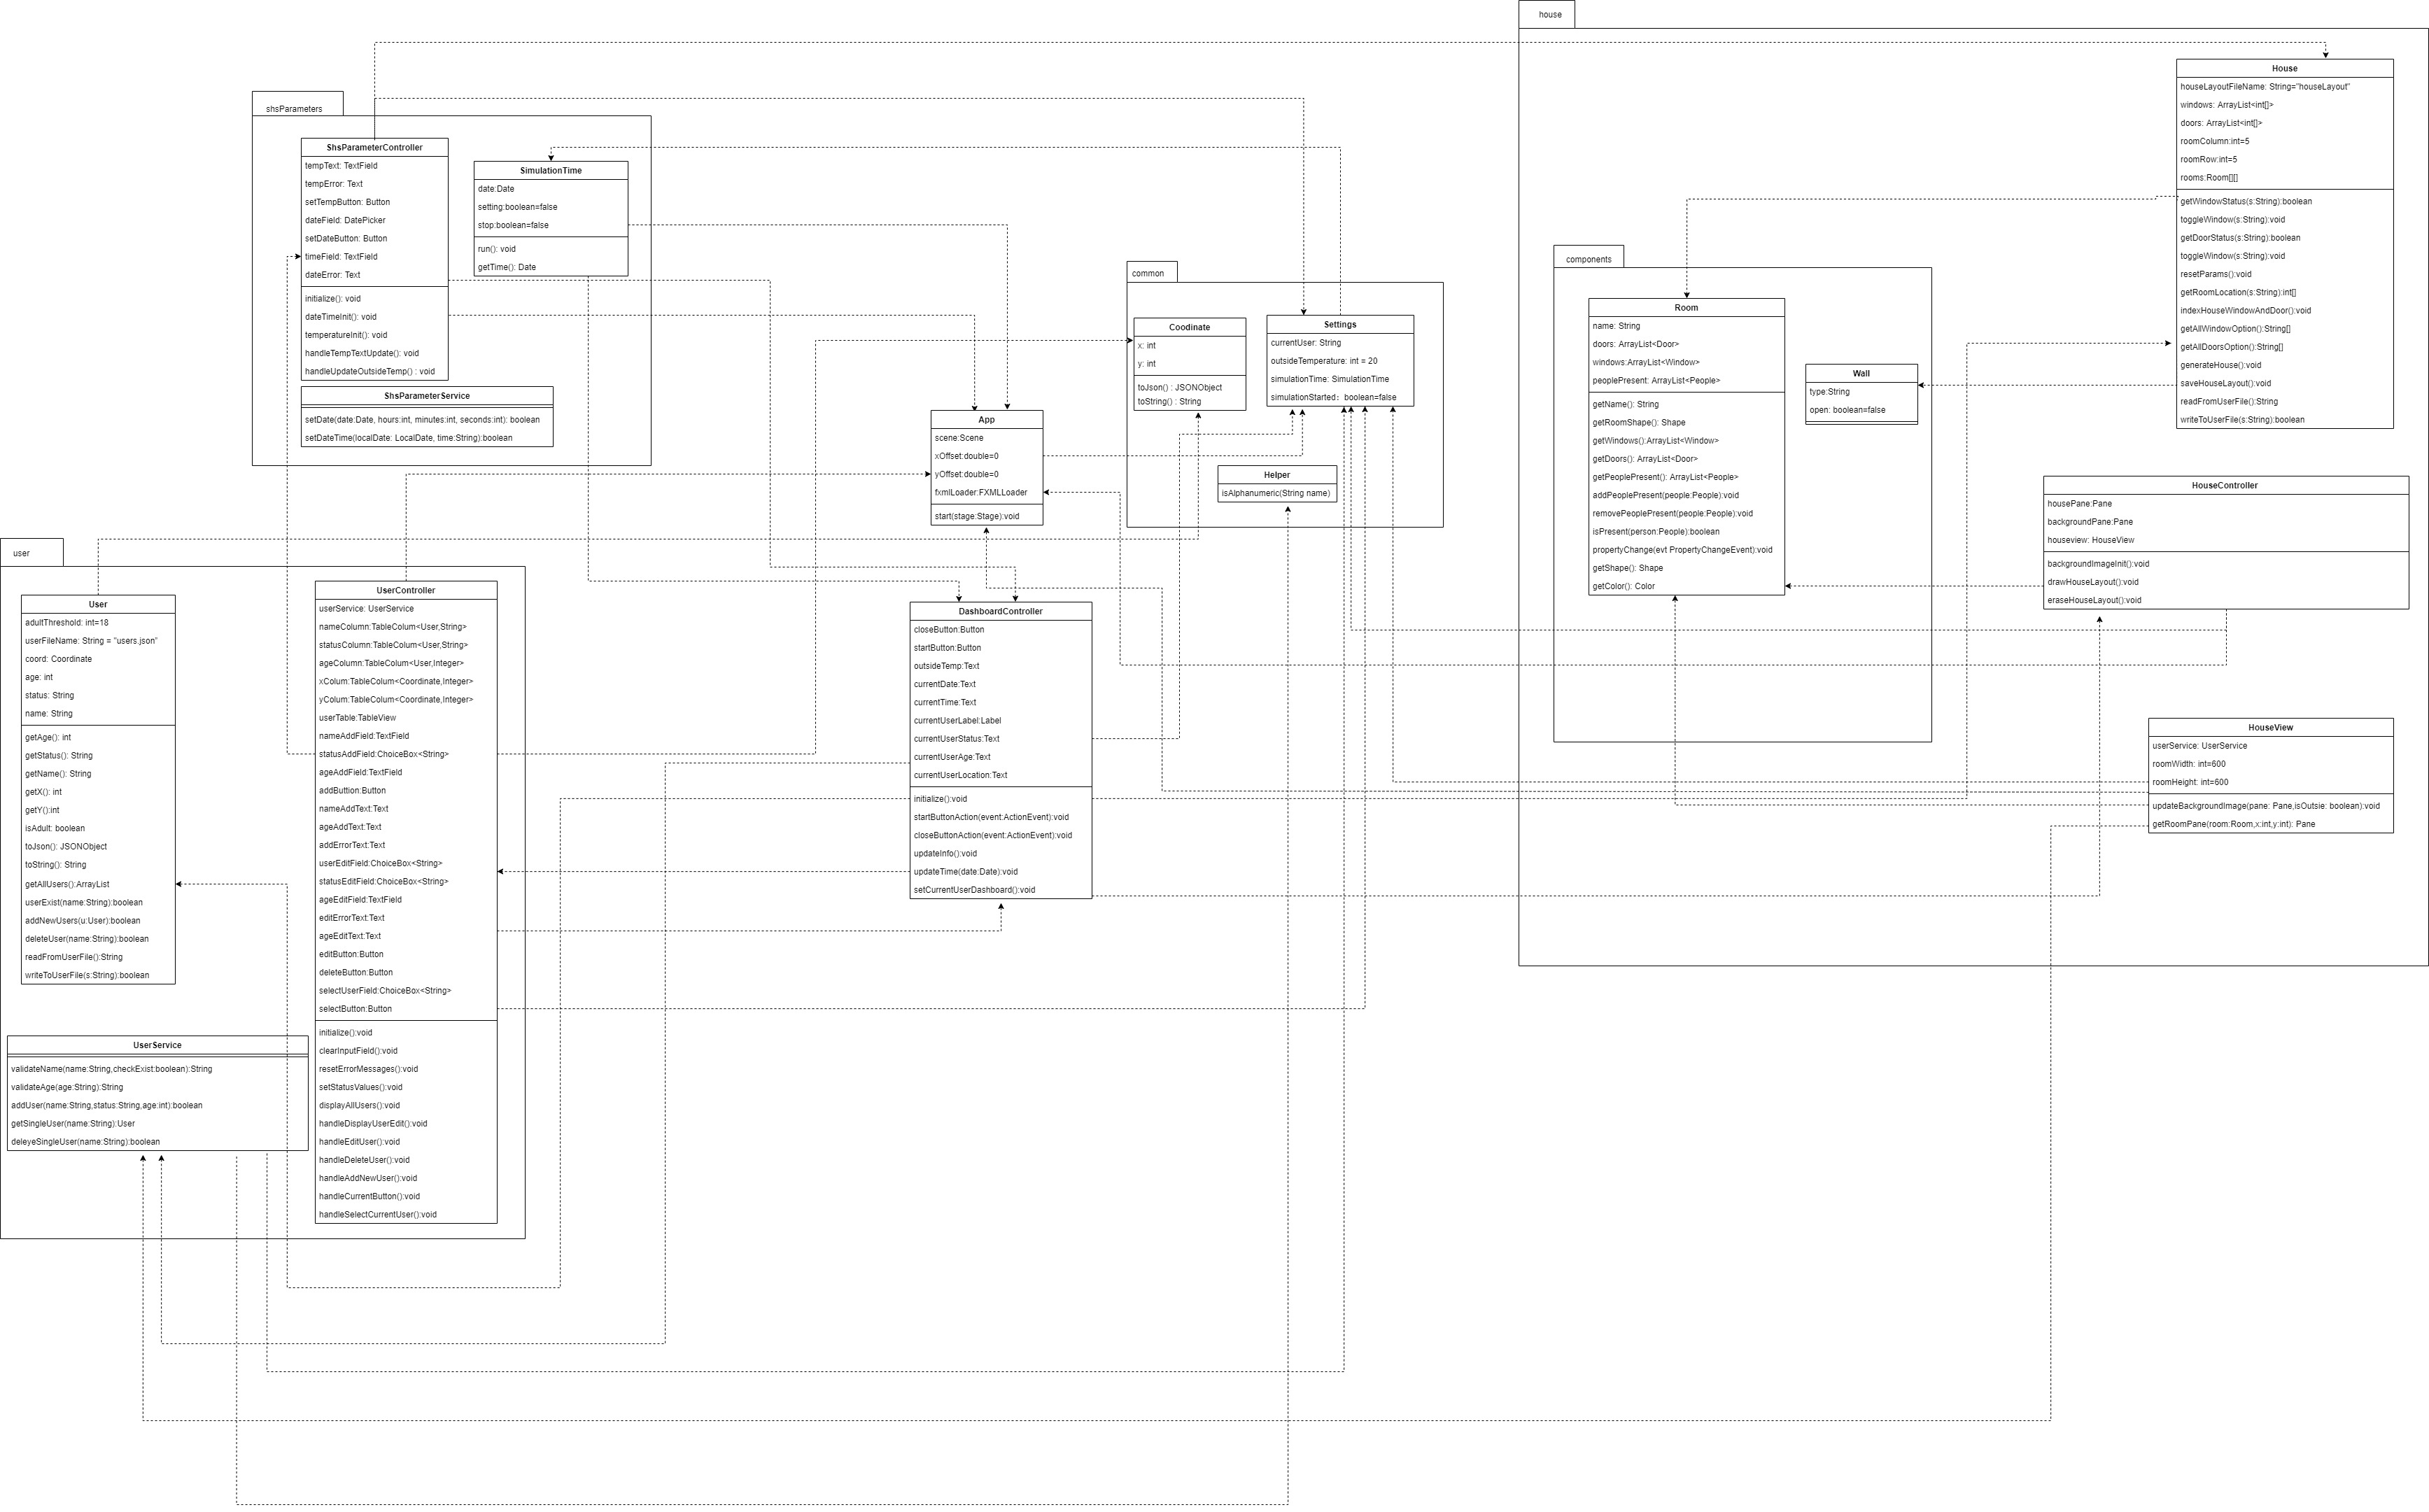 house
House
houseLayoutFileName: String="houseLayout"
windows: ArrayList<int[]>
doors: ArrayList<int[]>
roomColumn:int=5
roomRow:int=5
rooms:Room[][]
getWindowStatus(s:String):boolean
toggleWindow(s:String):void
getDoorStatus(s:String):boolean
toggleWindow(s:String):void
resetParams():void
getRoomLocation(s:String):int[]
indexHouseWindowAndDoor():void
getAllWindowOption():String[]
getAllDoorsOption():String[]
generateHouse():void
saveHouseLayout():void
readFromUserFile():String
writeToUserFile(s:String):boolean
shsParameters
ShsParameterController
tempText: TextField
tempError: Text
setTempButton: Button
dateField: DatePicker
setDateButton: Button
timeField: TextField
dateError: Text
initialize(): void
dateTimeInit(): void
temperatureInit(): void
handleTempTextUpdate(): void
handleUpdateOutsideTemp() : void
SimulationTime
date:Date
setting:boolean=false
stop:boolean=false
run(): void
getTime(): Date
ShsParameterService
setDate(date:Date, hours:int, minutes:int, seconds:int): boolean
setDateTime(localDate: LocalDate, time:String):boolean
common
Coodinate
x: int
y: int
toJson() : JSONObject
toString() : String
Settings
currentUser: String
outsideTemperature: int = 20
simulationTime: SimulationTime
simulationStarted： boolean=false
Helper
isAlphanumeric(String name)
App
scene:Scene
xOffset:double=0
yOffset:double=0
fxmlLoader:FXMLLoader
start(stage:Stage):void
components
Room
name: String
doors: ArrayList<Door>
windows:ArrayList<Window>
peoplePresent: ArrayList<People>
getName(): String
getRoomShape(): Shape
getWindows():ArrayList<Window>
getDoors(): ArrayList<Door>
getPeoplePresent(): ArrayList<People>
addPeoplePresent(people:People):void
removePeoplePresent(people:People):void
isPresent(person:People):boolean
propertyChange(evt PropertyChangeEvent):void
getShape(): Shape
getColor(): Color
Wall
type:String
open: boolean=false
HouseController
housePane:Pane
backgroundPane:Pane
houseview: HouseView
backgroundImageInit():void
drawHouseLayout():void
eraseHouseLayout():void
HouseView
userService: UserService
roomWidth: int=600
roomHeight: int=600
updateBackgroundImage(pane: Pane,isOutsie: boolean):void
getRoomPane(room:Room,x:int,y:int): Pane
user
User
adultThreshold: int=18
userFileName: String = "users.json"
coord: Coordinate
age: int
status: String
name: String
getAge(): int
getStatus(): String
getName(): String
getX(): int
getY():int
isAdult: boolean
toJson(): JSONObject
toString(): String
getAllUsers():ArrayList
userExist(name:String):boolean
addNewUsers(u:User):boolean
deleteUser(name:String):boolean
readFromUserFile():String
writeToUserFile(s:String):boolean
UserController
userService: UserService
nameColumn:TableColum<User,String>
statusColumn:TableColum<User,String>
ageColumn:TableColum<User,Integer>
xColum:TableColum<Coordinate,Integer>
yColum:TableColum<Coordinate,Integer>
userTable:TableView
nameAddField:TextField
statusAddField:ChoiceBox<String>
ageAddField:TextField
addButtion:Button
nameAddText:Text
ageAddText:Text
addErrorText:Text
userEditField:ChoiceBox<String>
statusEditField:ChoiceBox<String>
ageEditField:TextField
editErrorText:Text
ageEditText:Text
editButton:Button
deleteButton:Button
selectUserField:ChoiceBox<String>
selectButton:Button
initialize():void
clearInputField():void
resetErrorMessages():void
setStatusValues():void
displayAllUsers():void
handleDisplayUserEdit():void
handleEditUser():void
handleDeleteUser():void
handleAddNewUser():void
handleCurrentButton():void
handleSelectCurrentUser():void
UserService
validateName(name:String,checkExist:boolean):String
validateAge(age:String):String
addUser(name:String,status:String,age:int):boolean
getSingleUser(name:String):User
deleyeSingleUser(name:String):boolean
DashboardController
closeButton:Button
startButton:Button
outsideTemp:Text
currentDate:Text
currentTime:Text
currentUserLabel:Label
currentUserStatus:Text
currentUserAge:Text
currentUserLocation:Text
initialize():void
startButtonAction(event:ActionEvent):void
closeButtonAction(event:ActionEvent):void
updateInfo():void
updateTime(date:Date):void
setCurrentUserDashboard():void